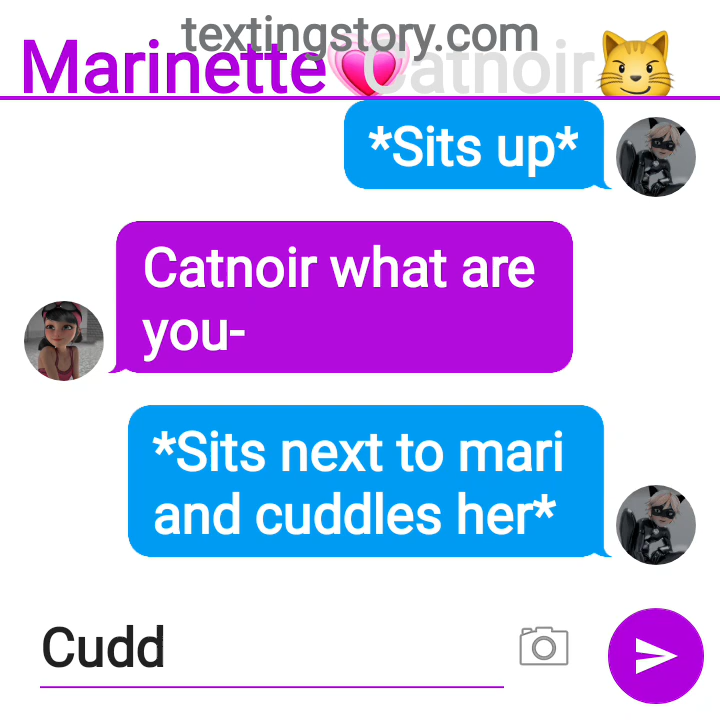 textingstory.com
Marinette💗 Catnoir😼
*Sits up*
Catnoir what are
you-
*Sits next to mari
and cuddles her*
Cudd